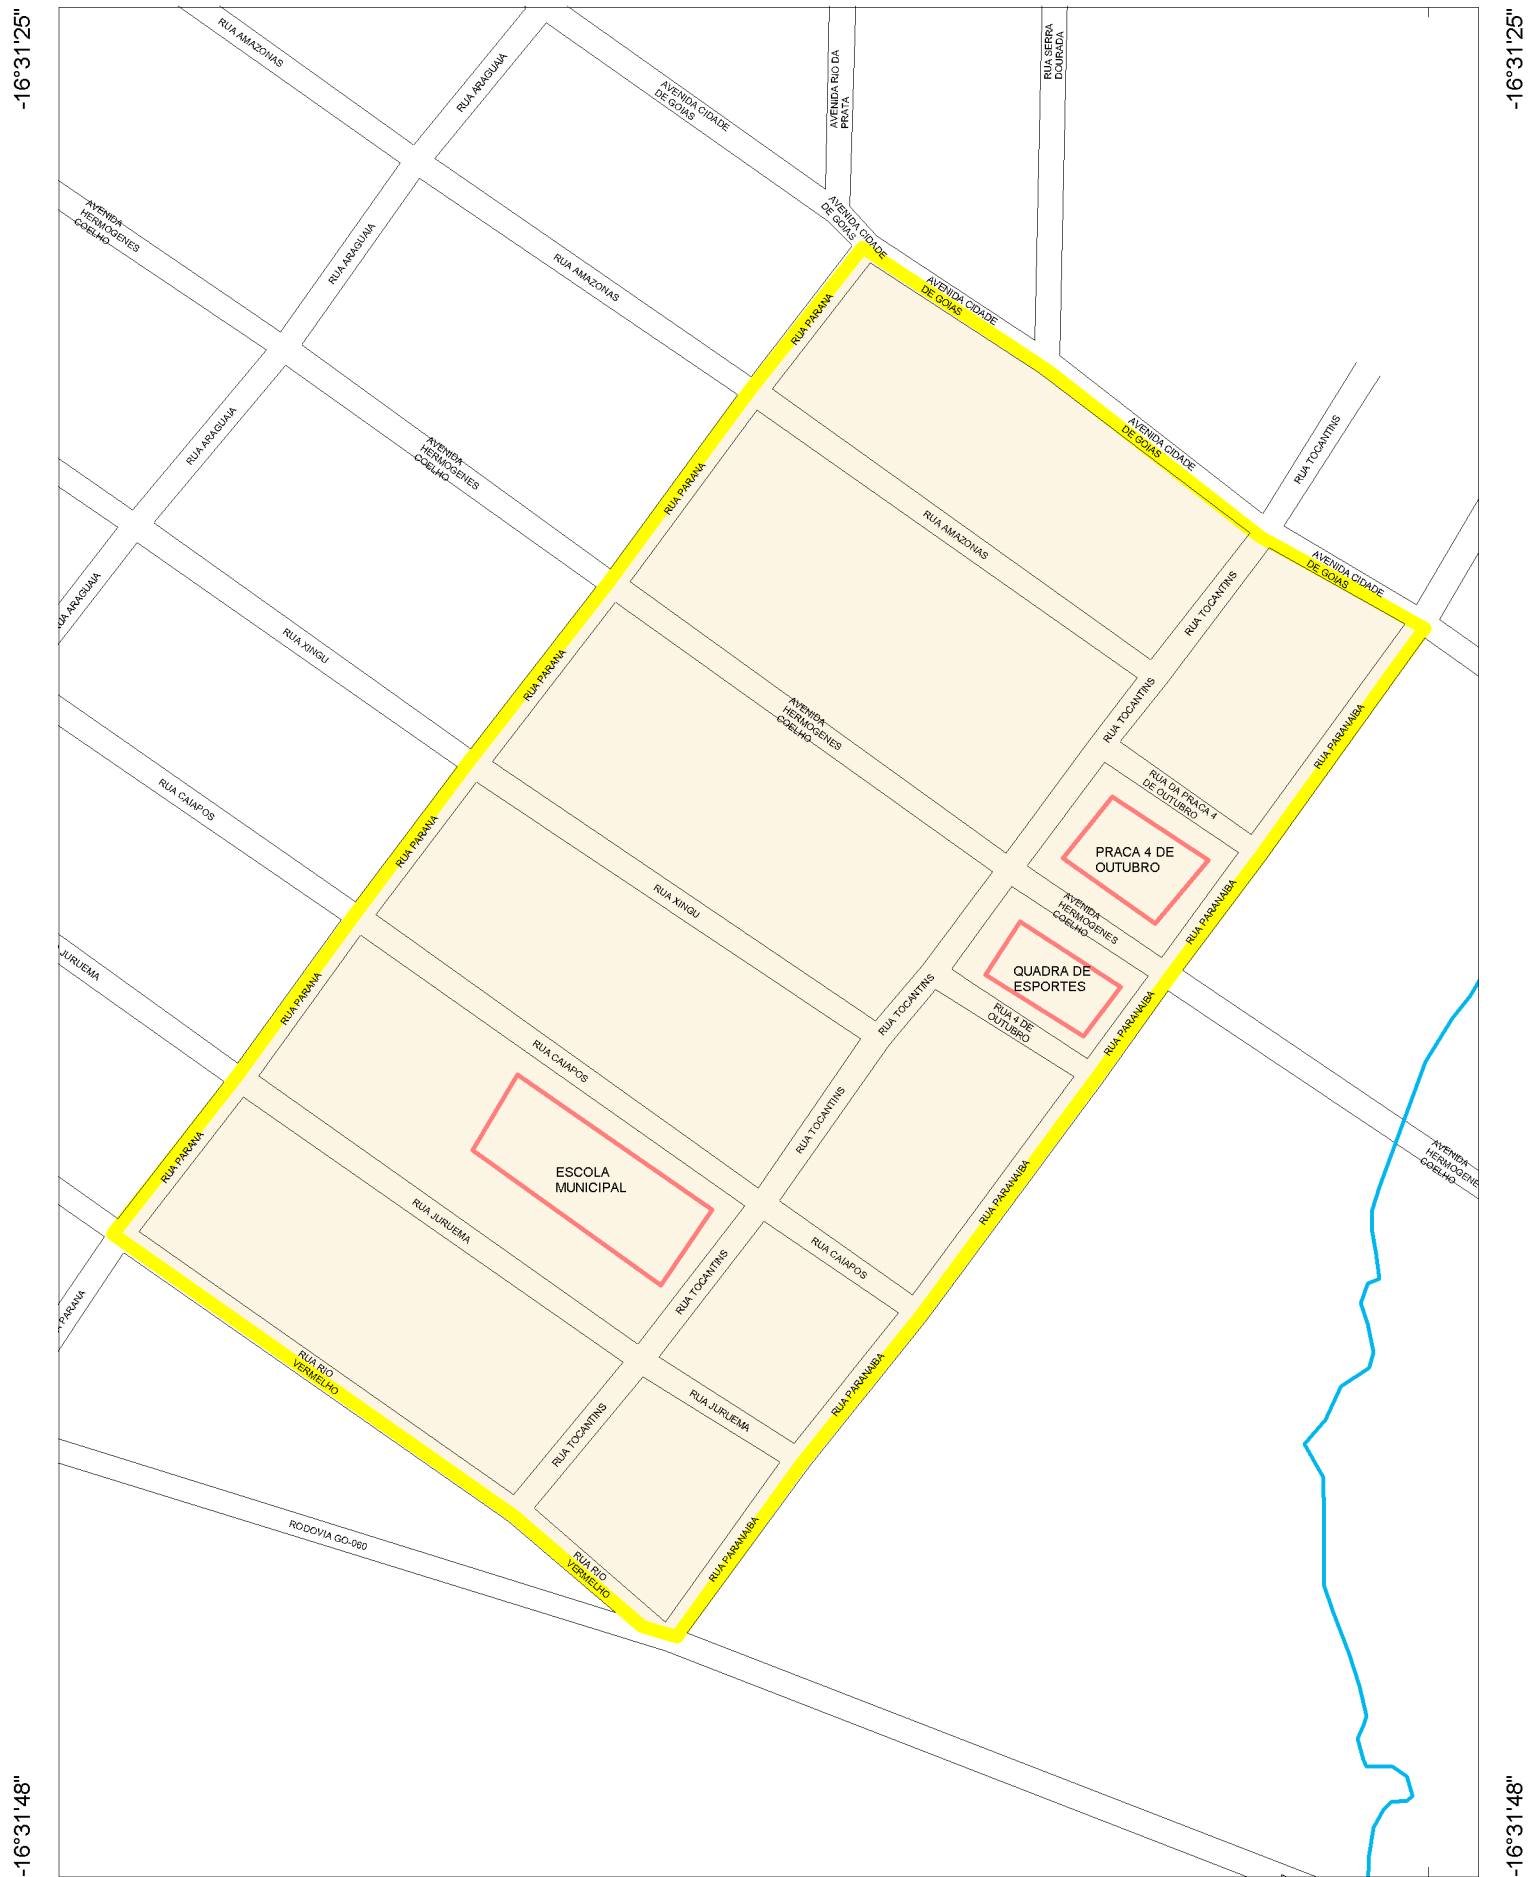 -16°31'25"
-16°31'25"
RUA AMAZONAS
RUA ARAGUAIA
AVENIDA CIDADE
DE GOIAS
AVENIDA RIO DA
PRATA
RUA SERRA
DOURADA
AVENIDA
HERMOGENES
COELHO
RUA ARAGUAIA
RUA AMAZONAS
AVENIDA CIDADE
DE GOIAS
AVENIDA CIDADE
DE GOIAS
RUA PARANA
RUA ARAGUAIA
AVENIDA
HERMOGENES
COELHO
AVENIDA CIDADE
DE GOIAS
RUA TOCANTINS
RUA PARANA
RUA AMAZONAS
AVENIDA CIDADE
DE GOIAS
UA ARAGUAIA
RUA XINGU
RUA TOCANTINS
RUA PARANA
AVENIDA
HERMOGENES
COELHO
RUA TOCANTINS
RUA PARANAIBA
RUA CAIAPOS
RUA DA PRACA 4
DE OUTUBRO
RUA PARANA
PRACA 4 DE
OUTUBRO
RUA XINGU
AVENIDA
HERMOGENES
COELHO
RUA PARANAIBA
JURUEMA
QUADRA DE
ESPORTES
RUA PARANA
RUA TOCANTINS
RUA 4 DE
OUTUBRO
RUA PARANAIBA
RUA CAIAPOS
RUA TOCANTINS
RUA PARANA
ESCOLA
MUNICIPAL
AVENIDA
HERMOGENE
COELHO
RUA JURUEMA
RUA PARANAIBA
RUA TOCANTINS
RUA CAIAPOS
PARANA
RUA RIO
VERMELHO
RUA PARANAIBA
RUA JURUEMA
RUA TOCANTINS
RODOVIA GO-060
RUA RIO
VERMELHO
RUA PARANAIBA
-16°31'48"
-16°31'48"